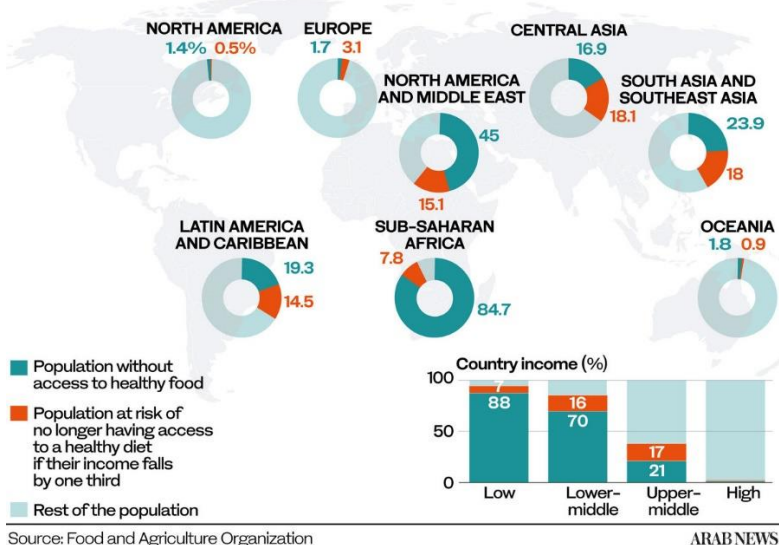 NORTH AMERICA
1.4% 0.5%
EUROPE
1.7 3.1
NORTH AMERICA
AND MIDDLE EAST
45
15.1
CENTRAL ASIA
16.9
18.1
SOUTH ASIA AND
SOUTHEAST ASIA
23.9
18
LATIN AMERICA
AND CARIBBEAN
19.3
14.5
SUB-SAHARAN
AFRICA
7.8
84.7
OCEANIA
1.8 0.9
Population without
access to healthy food
Population at risk of
no longer having access
to a healthy diet
if their income falls
by one third
Rest of the population
Country income (%)
100
50
0
7
88
16
70
17
21
Low
Lower-
middle
Upper-
middle
High
Source: Food and Agriculture Organization
ARAB NEWS